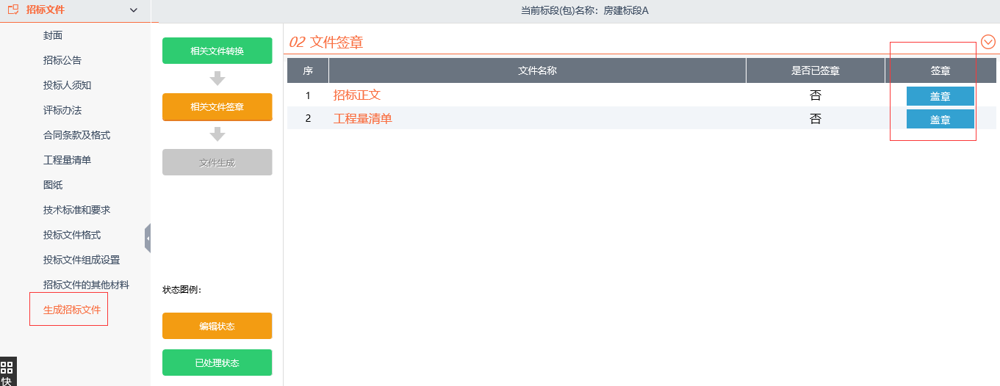 招标文件
封面
招标公告
投标人须知
评标办法
合同条款及格式
工程量清单
图纸
技术标准和要求
投标文件格式
投标文件组成设置
招标文件的其他材料
生成招标文件
快
当前标段(包)名称：房建标段A
相关文件转换
相关文件签章
文件生成
状态图例：
编辑状态
已处理状态
02 文件签章
序 文件名称 是否已签章 签章
1 招标正文 否 盖章
2 工程量清单 否 盖章